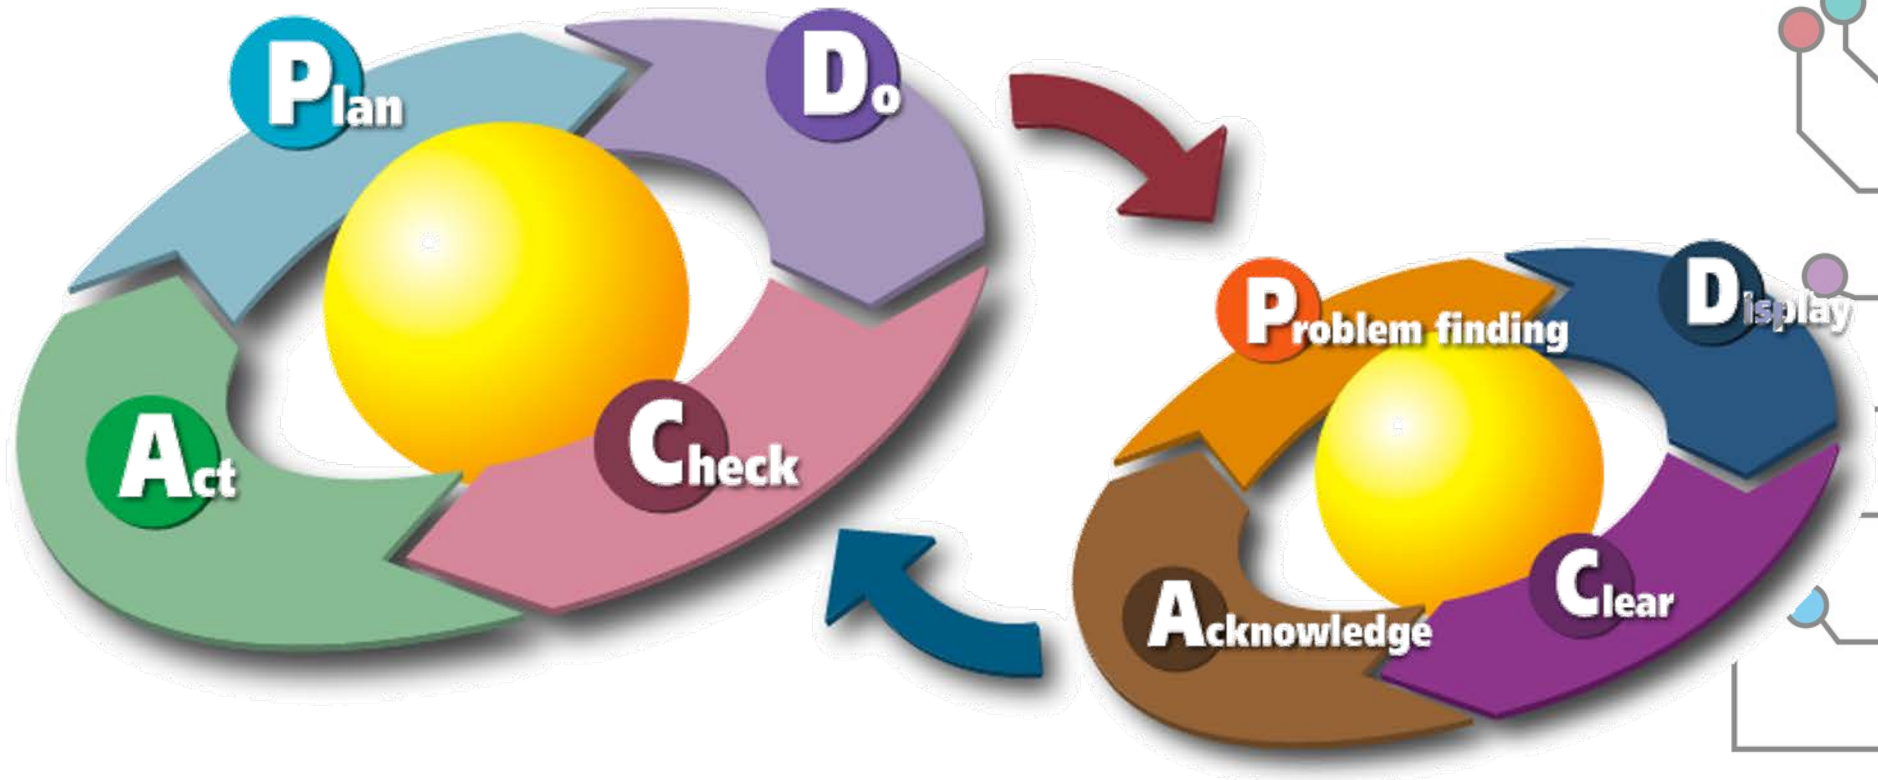 Plan
Do
Check
Act
Problem finding
Display
Clear
Acknowledge